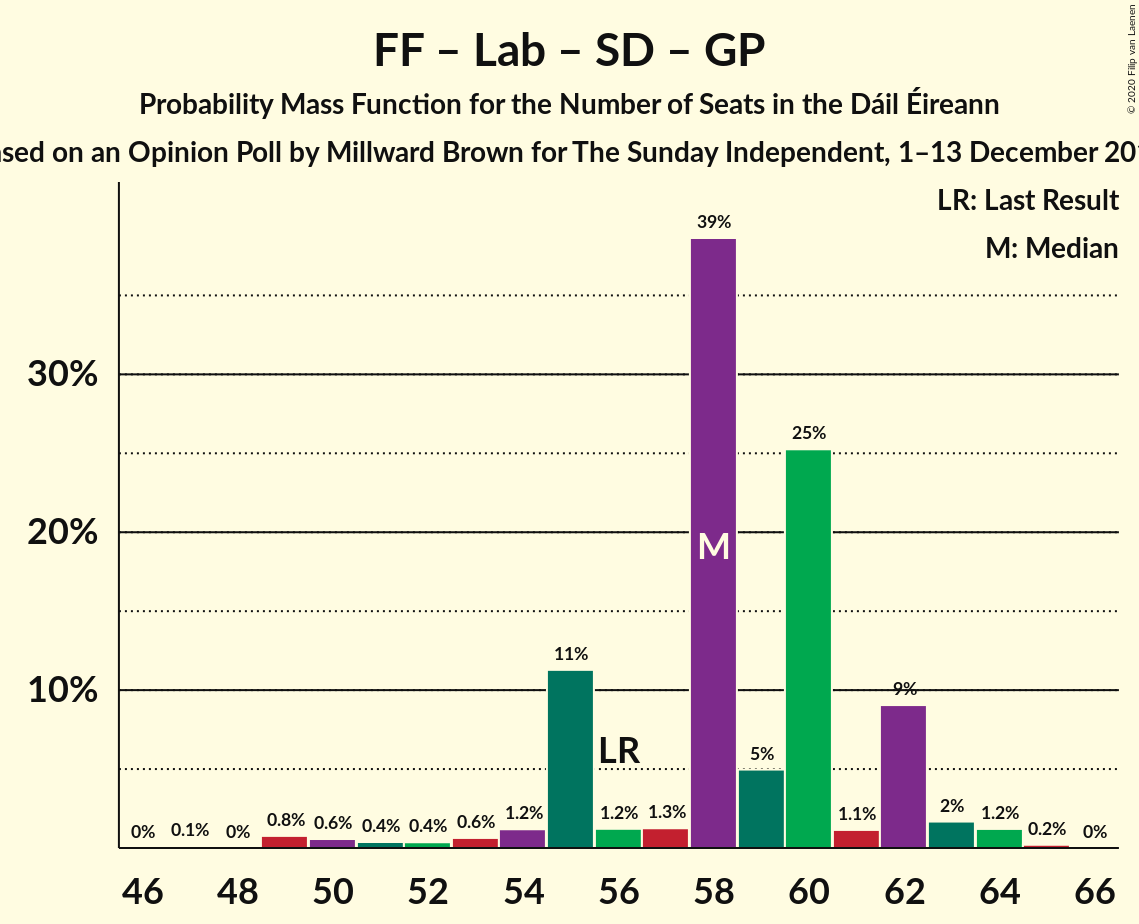 FF – Lab – SD – GP
Probability Mass Function for the Number of Seats in the Dáil Éireann
on an Opinion Poll by Millward Brown for The Sunday Independent, 1–13 December
© 2020 Filip van Laenen
LR: Last Result
M: Median
39%
30%
25%
20%
M
11%
10%
9%
LR
5%
0% 0.1% 0% 0.8% 0.6% 0.4% 0.4% 0.6% 1.2% 1.2% 1.3% 1.1% 2% 1.2% 0.2% 0%
46 48 50 52 54 56 58 60 62 64 66